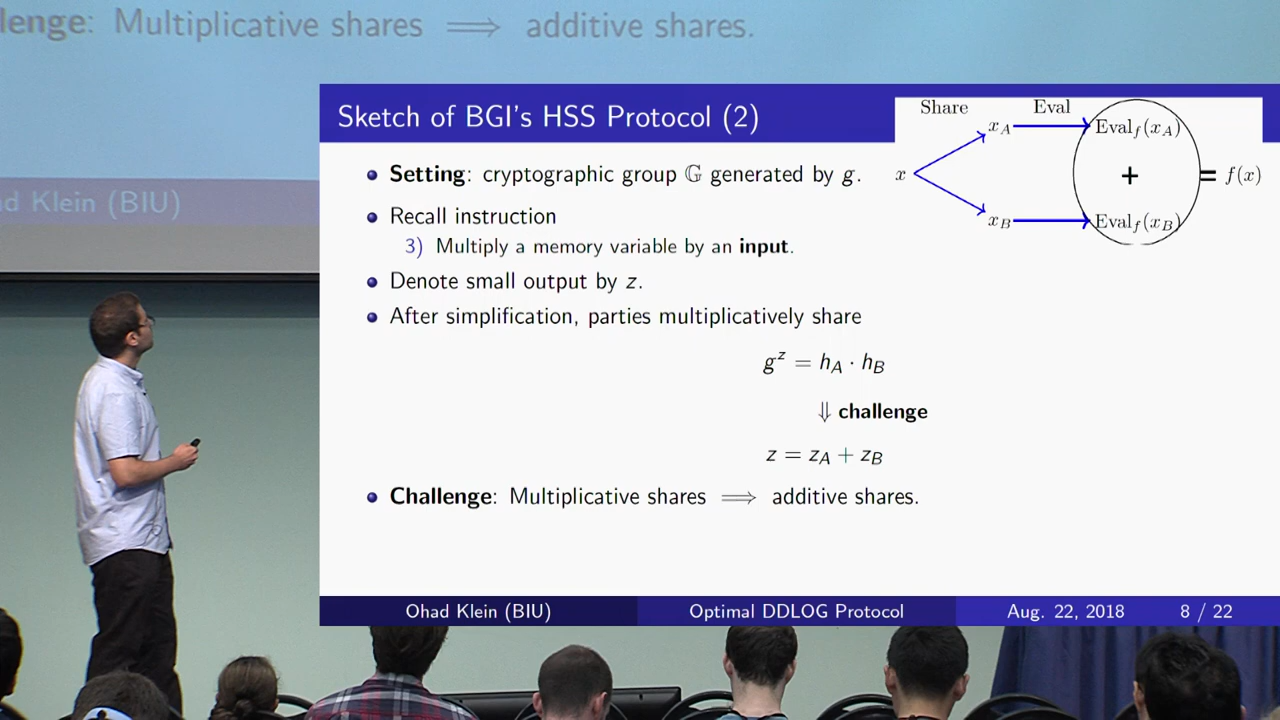 lenge: Multiplicative shares ⟹ additive shares.
ad Klein (BIU)
Sketch of BGI's HSS Protocol (2)
Share Eval
x x_A Eval_f(x_A)
+ = f(x)
x_B Eval_f(x_B)
• Setting: cryptographic group 𝔾 generated by g.
• Recall instruction
3) Multiply a memory variable by an input.
• Denote small output by z.
• After simplification, parties multiplicatively share
g^z = h_A · h_B
⇓ challenge
z = z_A + z_B
• Challenge: Multiplicative shares ⟹ additive shares.
Ohad Klein (BIU) Optimal DDLOG Protocol Aug. 22, 2018 8 / 22